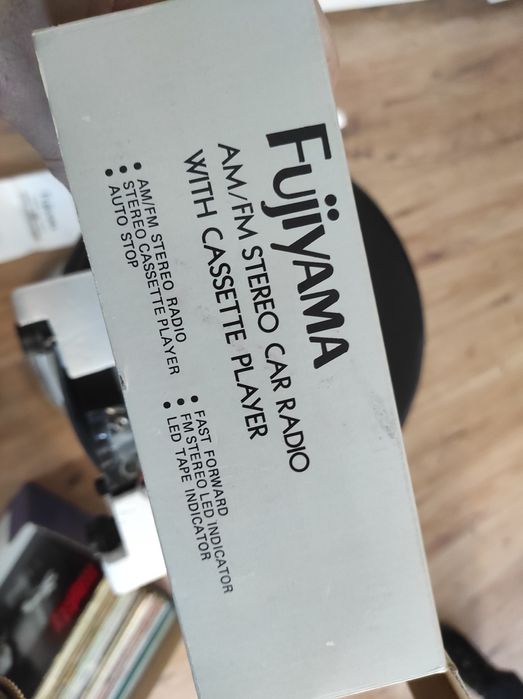 FujiYAMA
AM/FM STEREO CAR RADIO
WITH CASSETTE PLAYER
• AM/FM STEREO RADIO
• STEREO CASSETTE PLAYER
• AUTO STOP
• FAST FORWARD
• FM STEREO LED INDICATOR
• LED TAPE INDICATOR